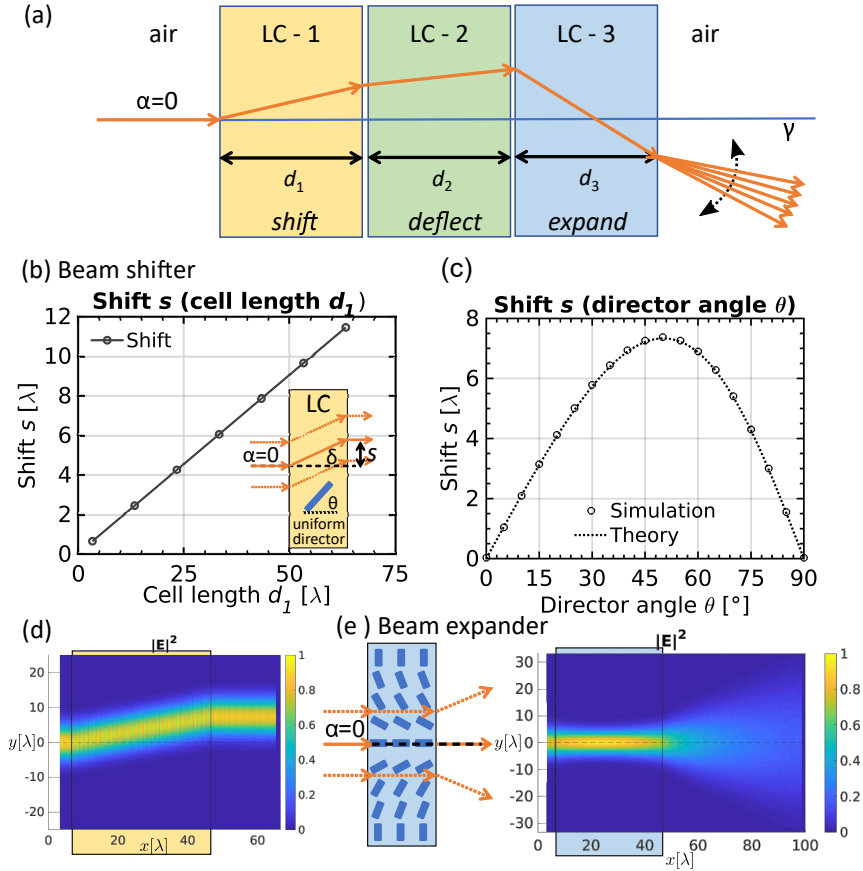 (a)
air LC - 1 LC - 2 LC - 3 air
α=0
γ
d1 d2 d3
shift deflect expand
(b) Beam shifter
Shift s (cell length d1)
12
10
8
6
4
2
0
Shift s [λ]
Shift
LC
α=0
δ
s
θ
uniform
director
0 25 50 75
Cell length d1 [λ]
(c)
Shift s (director angle θ)
8
6
4
2
0
Shift s [λ]
Simulation
Theory
0 15 30 45 60 75 90
Director angle θ [°]
(d)
|E|²
20
10
y[λ]0
-10
-20
0 20 40 60
x[λ]
1
0.8
0.6
0.4
0.2
0
(e ) Beam expander
α=0
|E|²
30
20
10
y[λ] 0
-10
-20
-30
0 20 40 60 80 100
x[λ]
1
0.8
0.6
0.4
0.2
0